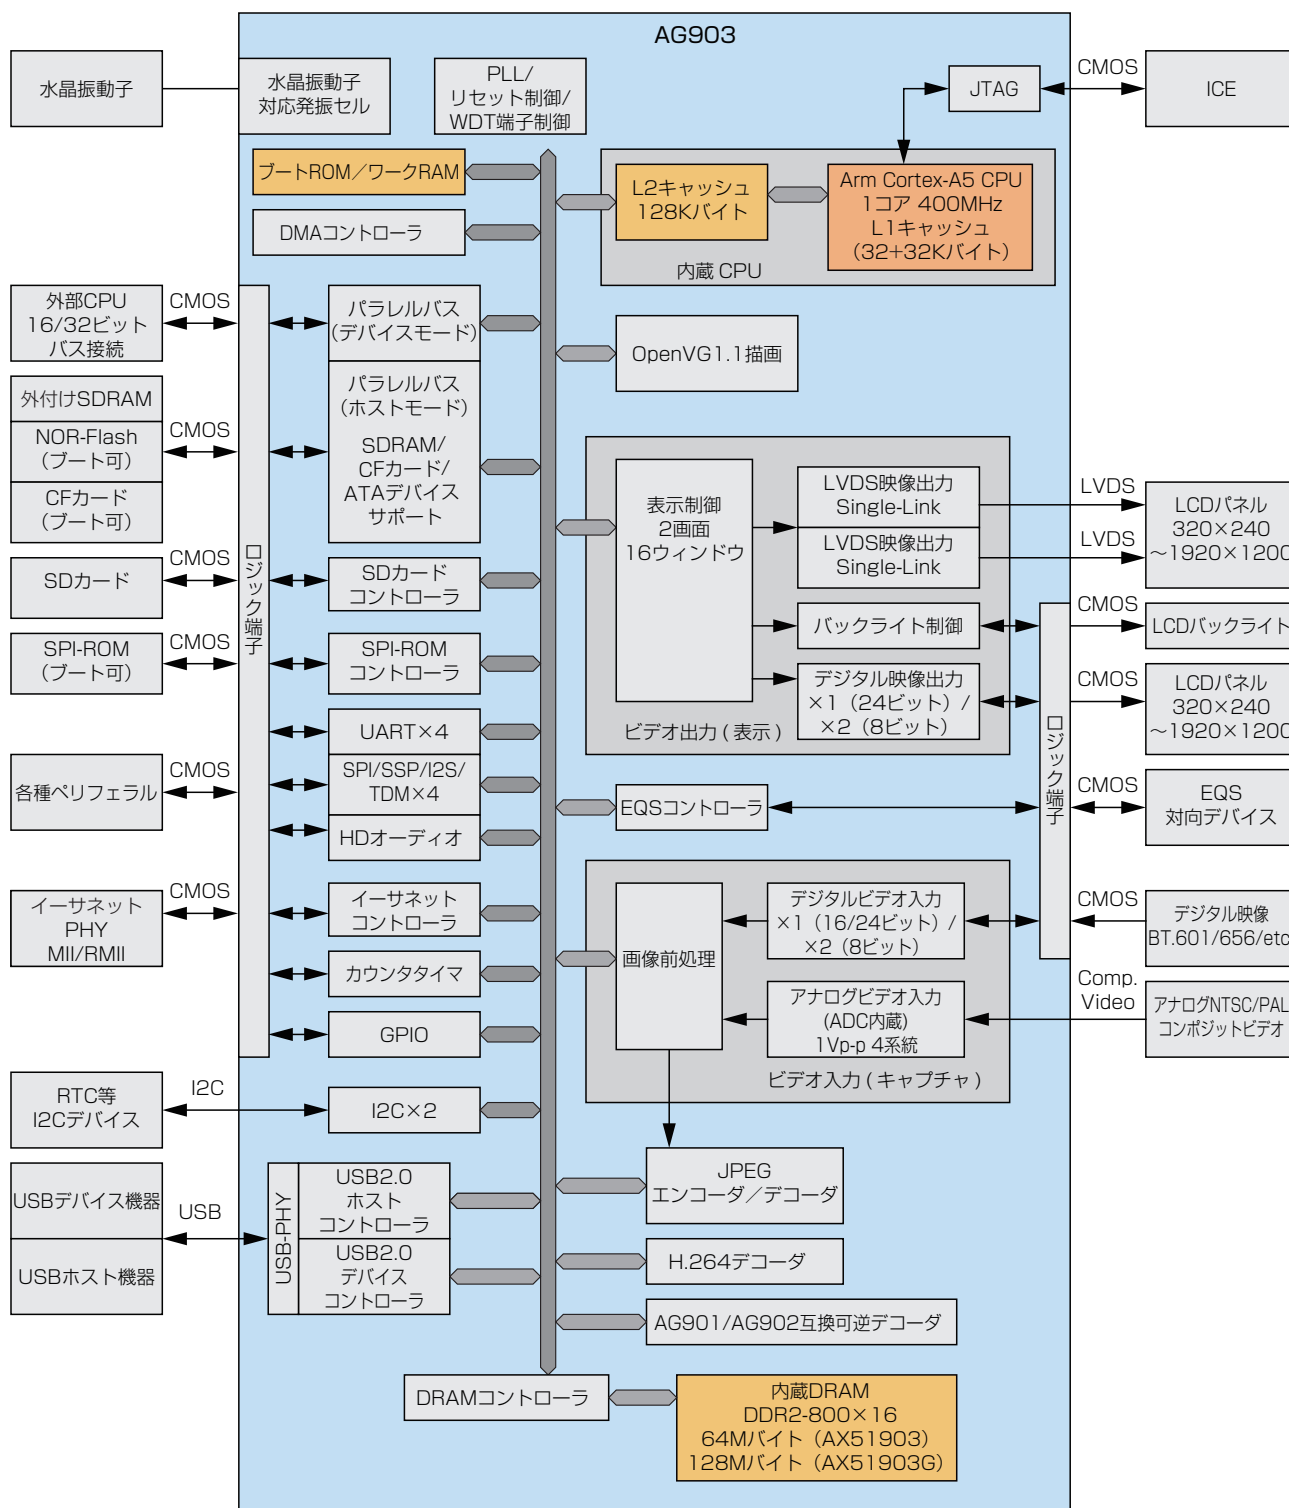 AG903
水晶振動子
水晶振動子
対応発振セル
PLL/
リセット制御/
WDT端子制御
JTAG
CMOS
ICE
ブートROM／ワークRAM
DMAコントローラ
L2キャッシュ
128Kバイト
Arm Cortex-A5 CPU
1コア 400MHz
L1キャッシュ
（32+32Kバイト）
内蔵 CPU
外部CPU
16/32ビット
バス接続
CMOS
パラレルバス
(デバイスモード)
OpenVG1.1描画
外付けSDRAM
NOR-Flash
（ブート可）
CFカード
（ブート可）
CMOS
パラレルバス
(ホストモード)
SDRAM/
CFカード/
ATAデバイス
サポート
ロジック端子
SDカード
CMOS
SDカード
コントローラ
SPI-ROM
（ブート可）
CMOS
SPI-ROM
コントローラ
UART×4
各種ペリフェラル
CMOS
SPI/SSP/I2S/
TDM×4
HDオーディオ
イーサネット
PHY
MII/RMII
CMOS
イーサネット
コントローラ
カウンタタイマ
GPIO
RTC等
I2Cデバイス
I2C
I2C×2
USBデバイス機器
USBホスト機器
USB
USB-PHY
USB2.0
ホスト
コントローラ
USB2.0
デバイス
コントローラ
表示制御
2画面
16ウィンドウ
LVDS映像出力
Single-Link
LVDS映像出力
Single-Link
バックライト制御
デジタル映像出力
×1（24ビット）/
×2（8ビット）
ビデオ出力 ( 表示 )
LVDS
LVDS
LCDパネル
320×240
～1920×1200
CMOS
LCDバックライト
CMOS
LCDパネル
320×240
～1920×1200
ロジック端子
EQSコントローラ
CMOS
EQS
対向デバイス
画像前処理
デジタルビデオ入力
×1（16/24ビット）/
×2（8ビット）
アナログビデオ入力
(ADC内蔵)
1Vp-p 4系統
ビデオ入力 ( キャプチャ )
CMOS
デジタル映像
BT.601/656/etc
Comp.
Video
アナログNTSC/PAL
コンポジットビデオ
JPEG
エンコーダ／デコーダ
H.264デコーダ
AG901/AG902互換可逆デコーダ
DRAMコントローラ
内蔵DRAM
DDR2-800×16
64Mバイト（AX51903）
128Mバイト（AX51903G）